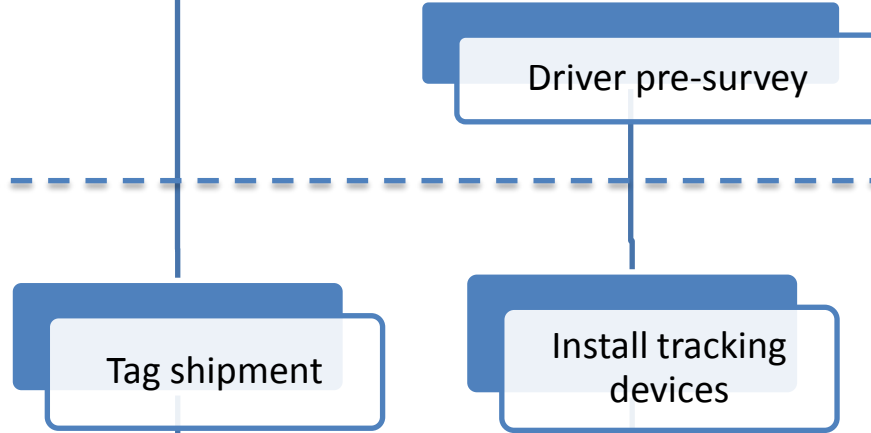 Driver pre-survey
Tag shipment
Install tracking
devices